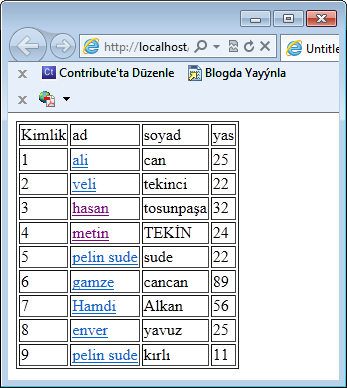 http://localhost/
Untitle
x Contribute'ta Düzenle Blogda Yayýnla
x
Kimlik ad soyad yas
1 ali can 25
2 veli tekinci 22
3 hasan tosunpaşa 32
4 metin TEKİN 24
5 pelin sude sude 22
6 gamze cancan 89
7 Hamdi Alkan 56
8 enver yavuz 25
9 pelin sude kırlı 11